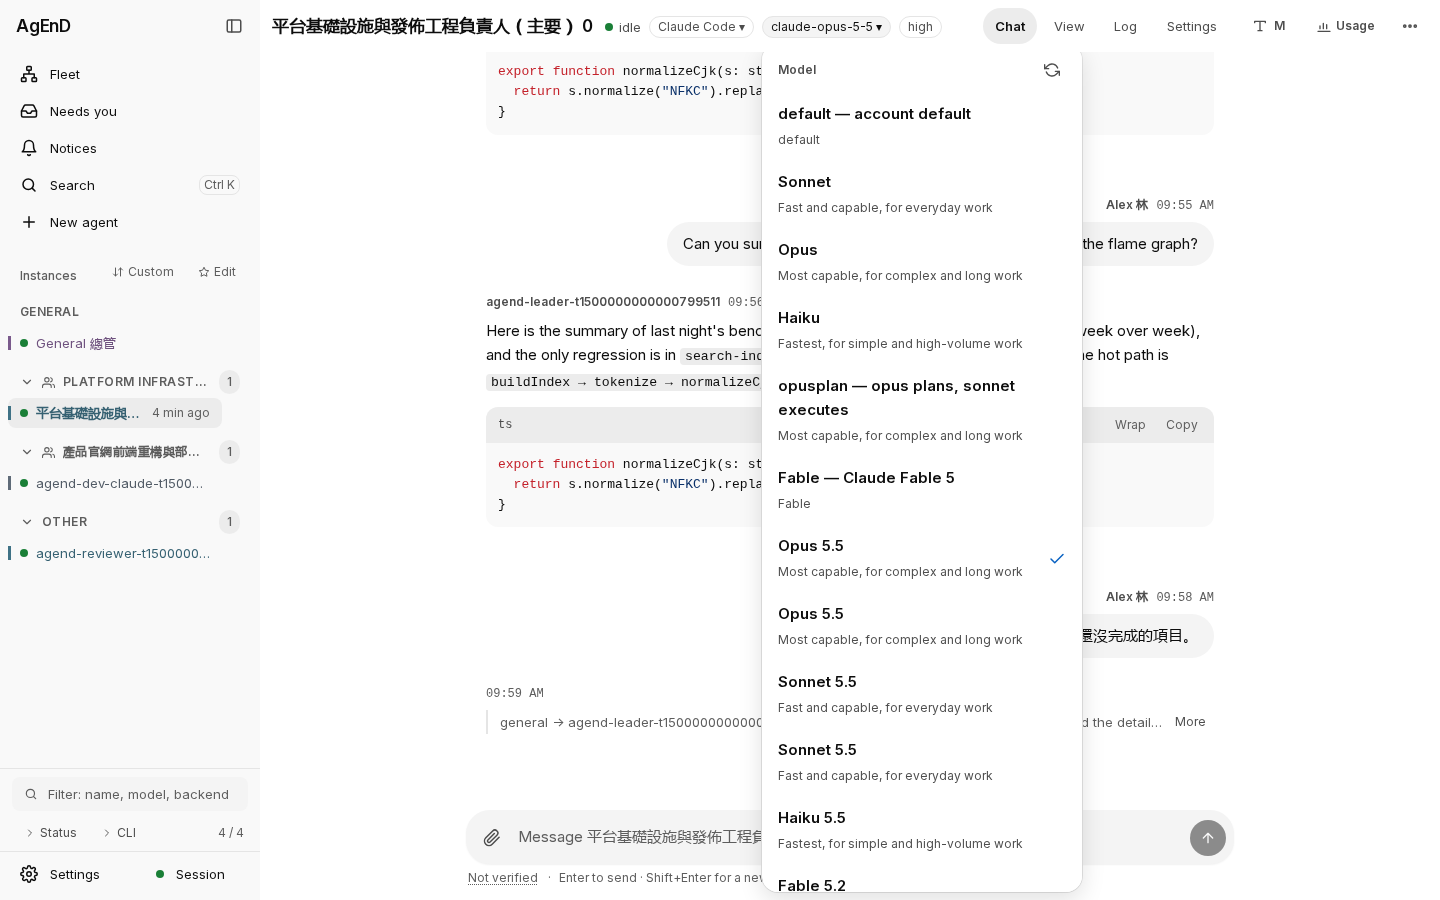 AgEnD
Fleet
Needs you
Notices
Search
Ctrl K
New agent
Instances
Custom
Edit
GENERAL
General 總管
PLATFORM INFRAST...
1
平台基礎設施與...
4 min ago
產品官網前端重構與部...
1
agend-dev-claude-t1500...
OTHER
1
agend-reviewer-t1500000...
Filter: name, model, backend
Status
CLI
4 / 4
Settings
Session
平台基礎設施與發佈工程負責人（主要）0
idle
Claude Code ▾
claude-opus-5-5 ▾
high
Chat
View
Log
Settings
M
Usage
export function normalizeCjk(s: st
return s.normalize("NFKC").repla
}
Alex 林 09:55 AM
Can you sur
the flame graph?
agend-leader-t1500000000000799511 09:56
Here is the summary of last night's benc
week over week),
and the only regression is in search-ind
e hot path is
buildIndex → tokenize → normalizeC
ts
Wrap
Copy
export function normalizeCjk(s: st
return s.normalize("NFKC").repla
}
Alex 林 09:58 AM
還沒完成的項目。
09:59 AM
general → agend-leader-t15000000000000
d the detail...
More
Message 平台基礎設施與發佈工程負
Not verified
· Enter to send · Shift+Enter for a new
Model
default — account default
default
Sonnet
Fast and capable, for everyday work
Opus
Most capable, for complex and long work
Haiku
Fastest, for simple and high-volume work
opusplan — opus plans, sonnet
executes
Most capable, for complex and long work
Fable — Claude Fable 5
Fable
Opus 5.5
Most capable, for complex and long work
Opus 5.5
Most capable, for complex and long work
Sonnet 5.5
Fast and capable, for everyday work
Sonnet 5.5
Fast and capable, for everyday work
Haiku 5.5
Fastest, for simple and high-volume work
Fable 5.2